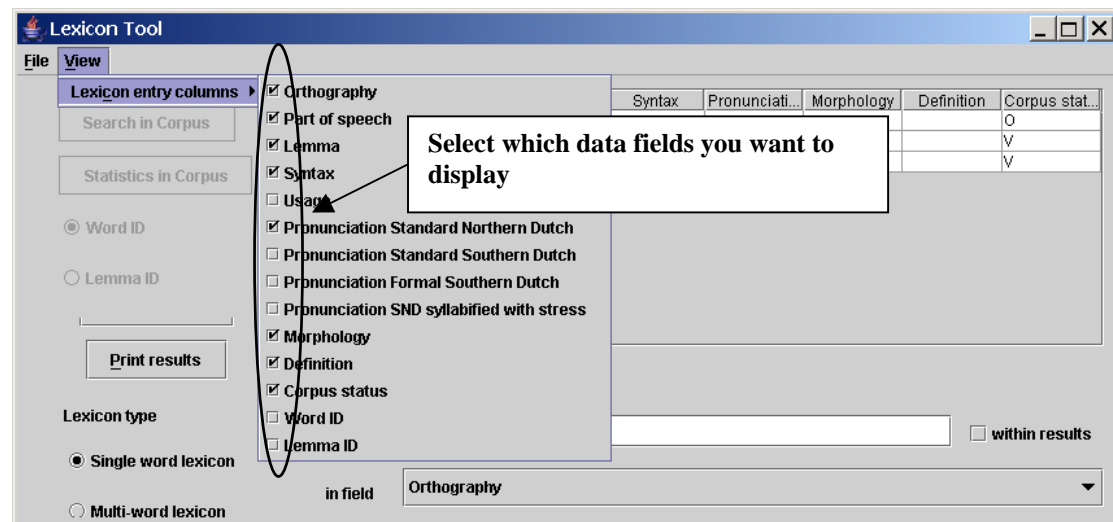 Lexicon Tool
File View
Lexicon entry columns
Orthography
Part of speech
Lemma
Syntax
Usage
Pronunciation Standard Northern Dutch
Pronunciation Standard Southern Dutch
Pronunciation Formal Southern Dutch
Pronunciation SND syllabified with stress
Morphology
Definition
Corpus status
Word ID
Lemma ID
Select which data fields you want to
display
Syntax Pronunciati... Morphology Definition Corpus stat...
O
V
V
Search in Corpus
Statistics in Corpus
Word ID
Lemma ID
Print results
Lexicon type
Single word lexicon
Multi-word lexicon
within results
in field Orthography